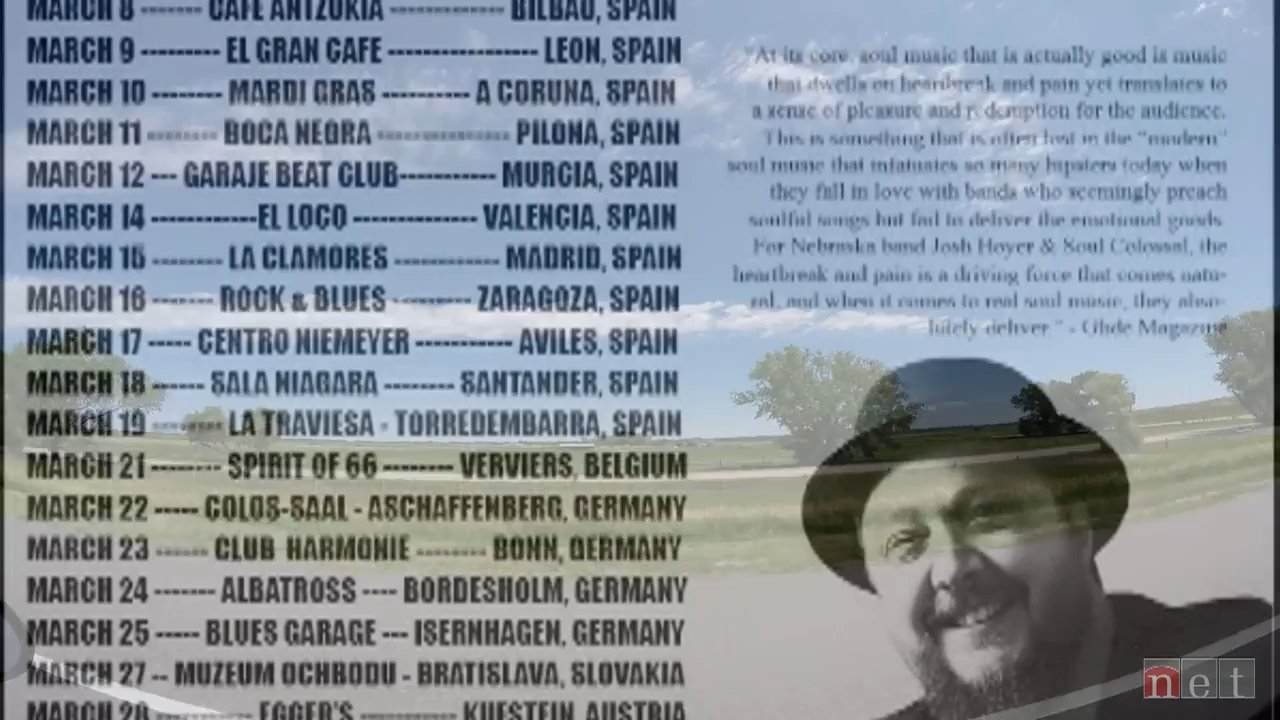 MARCH 8 ------- CAFE ANTZOKIA ------------- BILBAO, SPAIN
MARCH 9 --------- EL GRAN CAFE ----------------- LEON, SPAIN
MARCH 10 -------- MARDI GRAS ---------- A CORUNA, SPAIN
MARCH 11 -------- BOCA NEGRA ------------ PILONA, SPAIN
MARCH 12 --- GARAJE BEAT CLUB----------- MURCIA, SPAIN
MARCH 14 ------------EL LOCO -------------- VALENCIA, SPAIN
MARCH 15 -------- LA CLAMORES ------------ MADRID, SPAIN
MARCH 16 ------- ROCK & BLUES --------- ZARAGOZA, SPAIN
MARCH 17 ----- CENTRO NIEMEYER ----------- AVILES, SPAIN
MARCH 18 ------ SALA NIAGARA -------- SANTANDER, SPAIN
MARCH 19 -------- LA TRAVIESA - TORREDEMBARRA, SPAIN
MARCH 21 -------- SPIRIT OF 66 -------- VERVIERS, BELGIUM
MARCH 22 ----- COLOS-SAAL - ASCHAFFENBERG, GERMANY
MARCH 23 ------ CLUB HARMONIE -------- BONN, GERMANY
MARCH 24 ------- ALBATROSS ---- BORDESHOLM, GERMANY
MARCH 25 ----- BLUES GARAGE --- ISERNHAGEN, GERMANY
MARCH 27 -- MUZEUM OCHRODU - BRATISLAVA, SLOVAKIA
MARCH 28 ------- EGGER'S ----------- KUFSTEIN, AUSTRIA
"At its core, soul music that is actually good is music
that dwells on heartbreak and pain yet translates to
a sense of pleasure and redemption for the audience.
This is something that is often lost in the "modern"
soul music that infatuates so many hipsters today when
they fall in love with bands who seemingly preach
soulful songs but fail to deliver the emotional goods.
For Nebraska band Josh Hoyer & Soul Colossal, the
heartbreak and pain is a driving force that comes natu-
ral, and when it comes to real soul music, they abso-
lutely deliver." - Glide Magazine
net